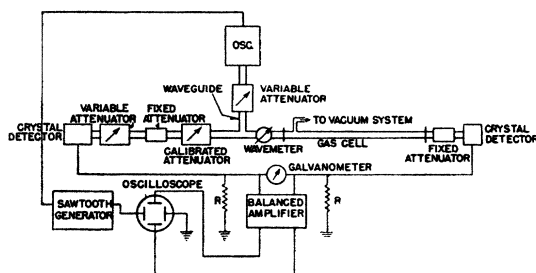 OSC.
VARIABLE
ATTENUATOR
WAVEGUIDE
VARIABLE
ATTENUATOR
FIXED
ATTENUATOR
CRYSTAL
DETECTOR
CALIBRATED
ATTENUATOR
WAVEMETER
TO VACUUM SYSTEM
GAS CELL
FIXED
ATTENUATOR
CRYSTAL
DETECTOR
GALVANOMETER
OSCILLOSCOPE
SAWTOOTH
GENERATOR
R
BALANCED
AMPLIFIER
R